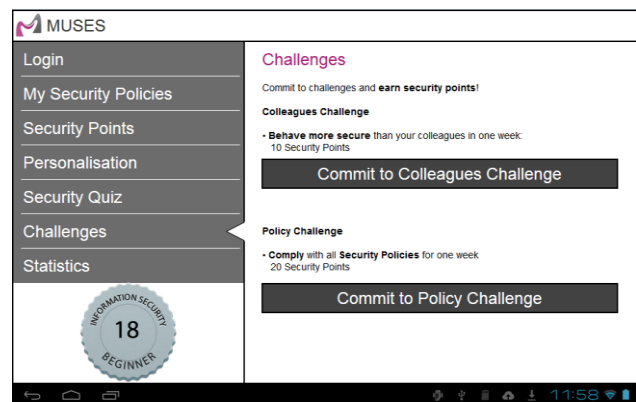 MUSES
Login
My Security Policies
Security Points
Personalisation
Security Quiz
Challenges
Statistics
INFORMATION SECURITY
18
BEGINNER
Challenges
Commit to challenges and earn security points!
Colleagues Challenge
- Behave more secure than your colleagues in one week:
10 Security Points
Commit to Colleagues Challenge
Policy Challenge
- Comply with all Security Policies for one week
20 Security Points
Commit to Policy Challenge
11:58